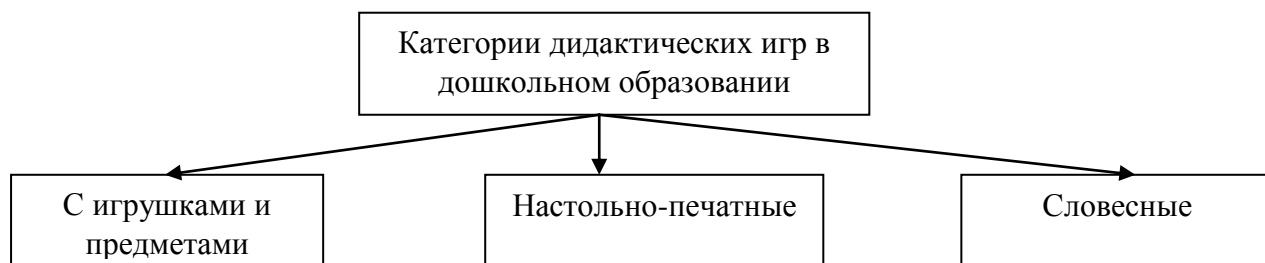 Категории дидактических игр в
дошкольном образовании
С игрушками и
предметами
Настольно-печатные
Словесные